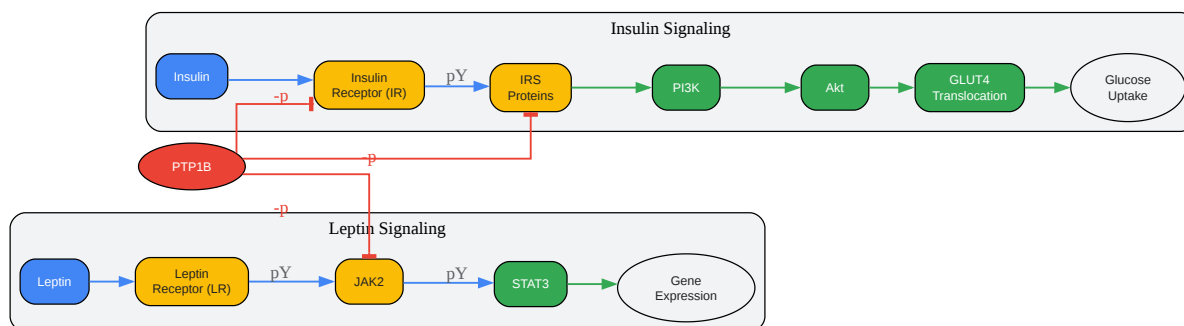 Insulin Signaling
Insulin
-p
Insulin
Receptor (IR)
pY
IRS
Proteins
PI3K
Akt
GLUT4
Translocation
Glucose
Uptake
PTP1B
-p
-p
Leptin Signaling
Leptin
Leptin
Receptor (LR)
pY
JAK2
pY
STAT3
Gene
Expression